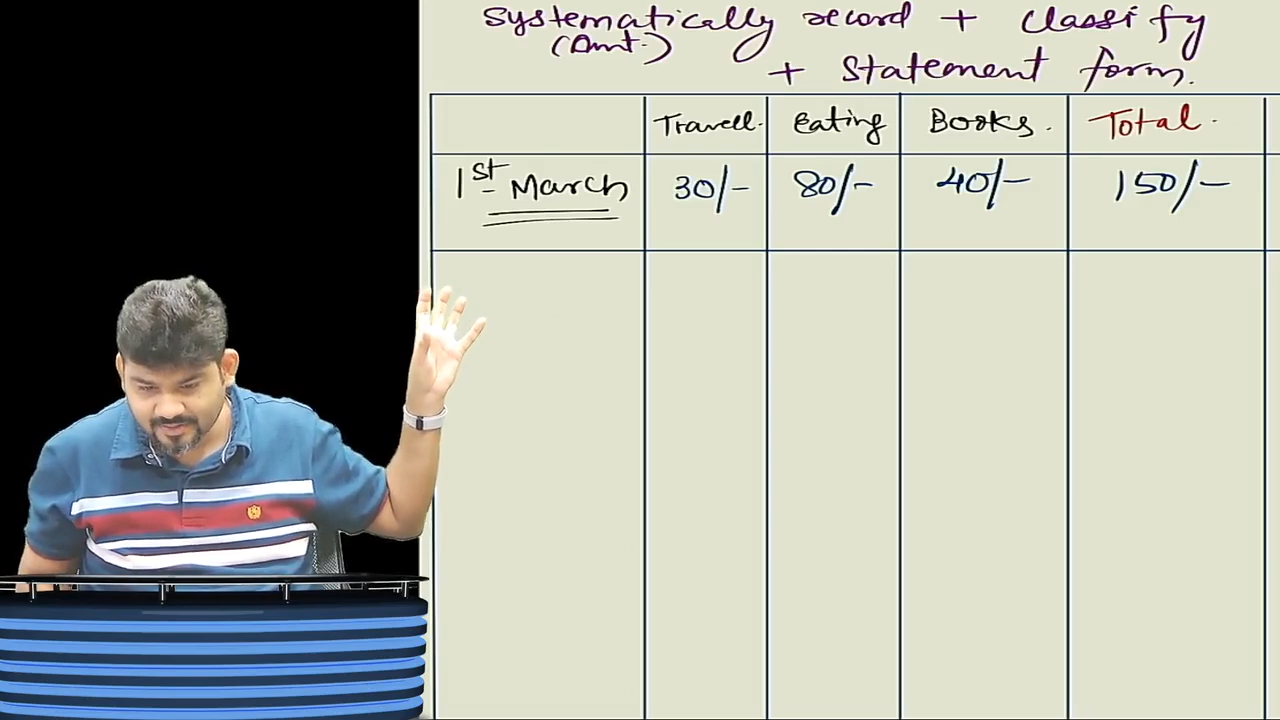 systematically record + classify
(Amt.)
+ statement form.
Travell. Eating Books. Total.
1st March 30/- 80/- 40/- 150/-